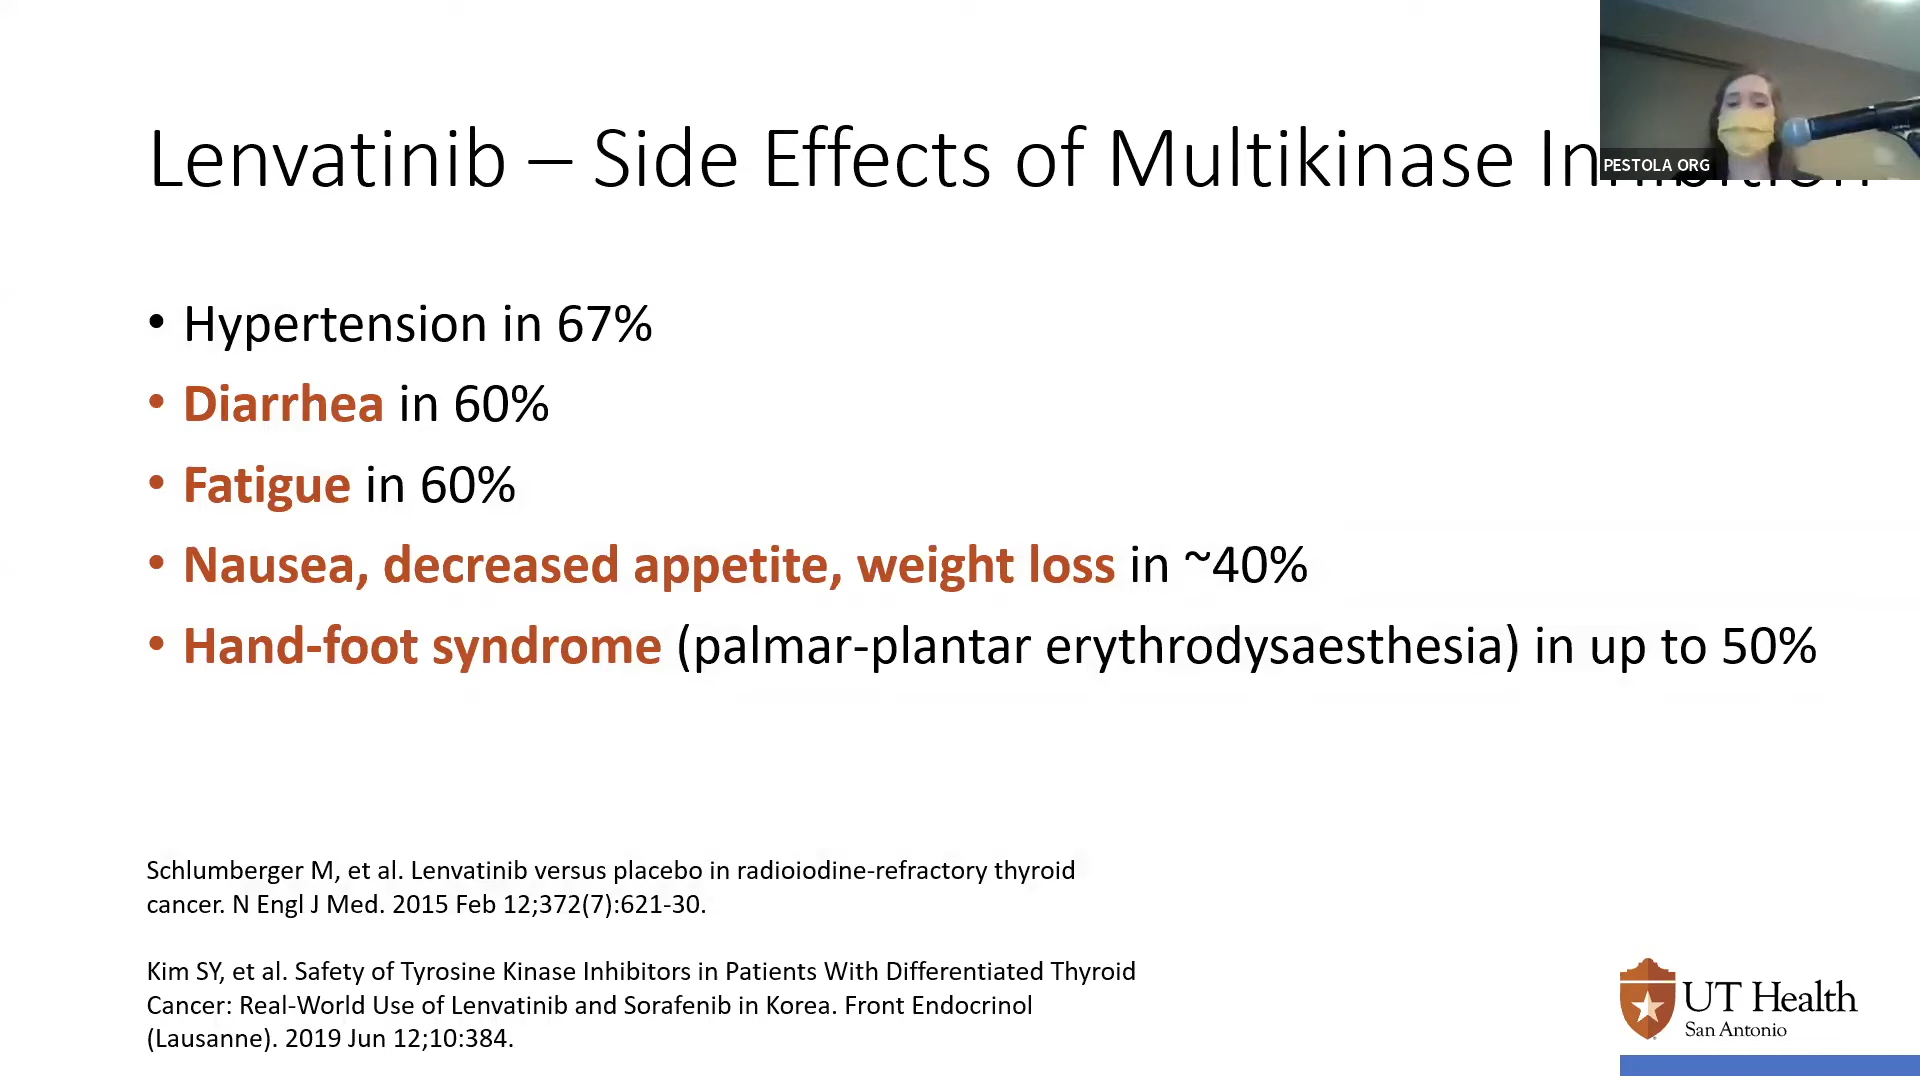 Lenvatinib – Side Effects of Multikinase Inhibition
PESTOLA ORG
• Hypertension in 67%
• Diarrhea in 60%
• Fatigue in 60%
• Nausea, decreased appetite, weight loss in ~40%
• Hand-foot syndrome (palmar-plantar erythrodysaesthesia) in up to 50%
Schlumberger M, et al. Lenvatinib versus placebo in radioiodine-refractory thyroid
cancer. N Engl J Med. 2015 Feb 12;372(7):621-30.
Kim SY, et al. Safety of Tyrosine Kinase Inhibitors in Patients With Differentiated Thyroid
Cancer: Real-World Use of Lenvatinib and Sorafenib in Korea. Front Endocrinol
(Lausanne). 2019 Jun 12;10:384.
UT Health
San Antonio